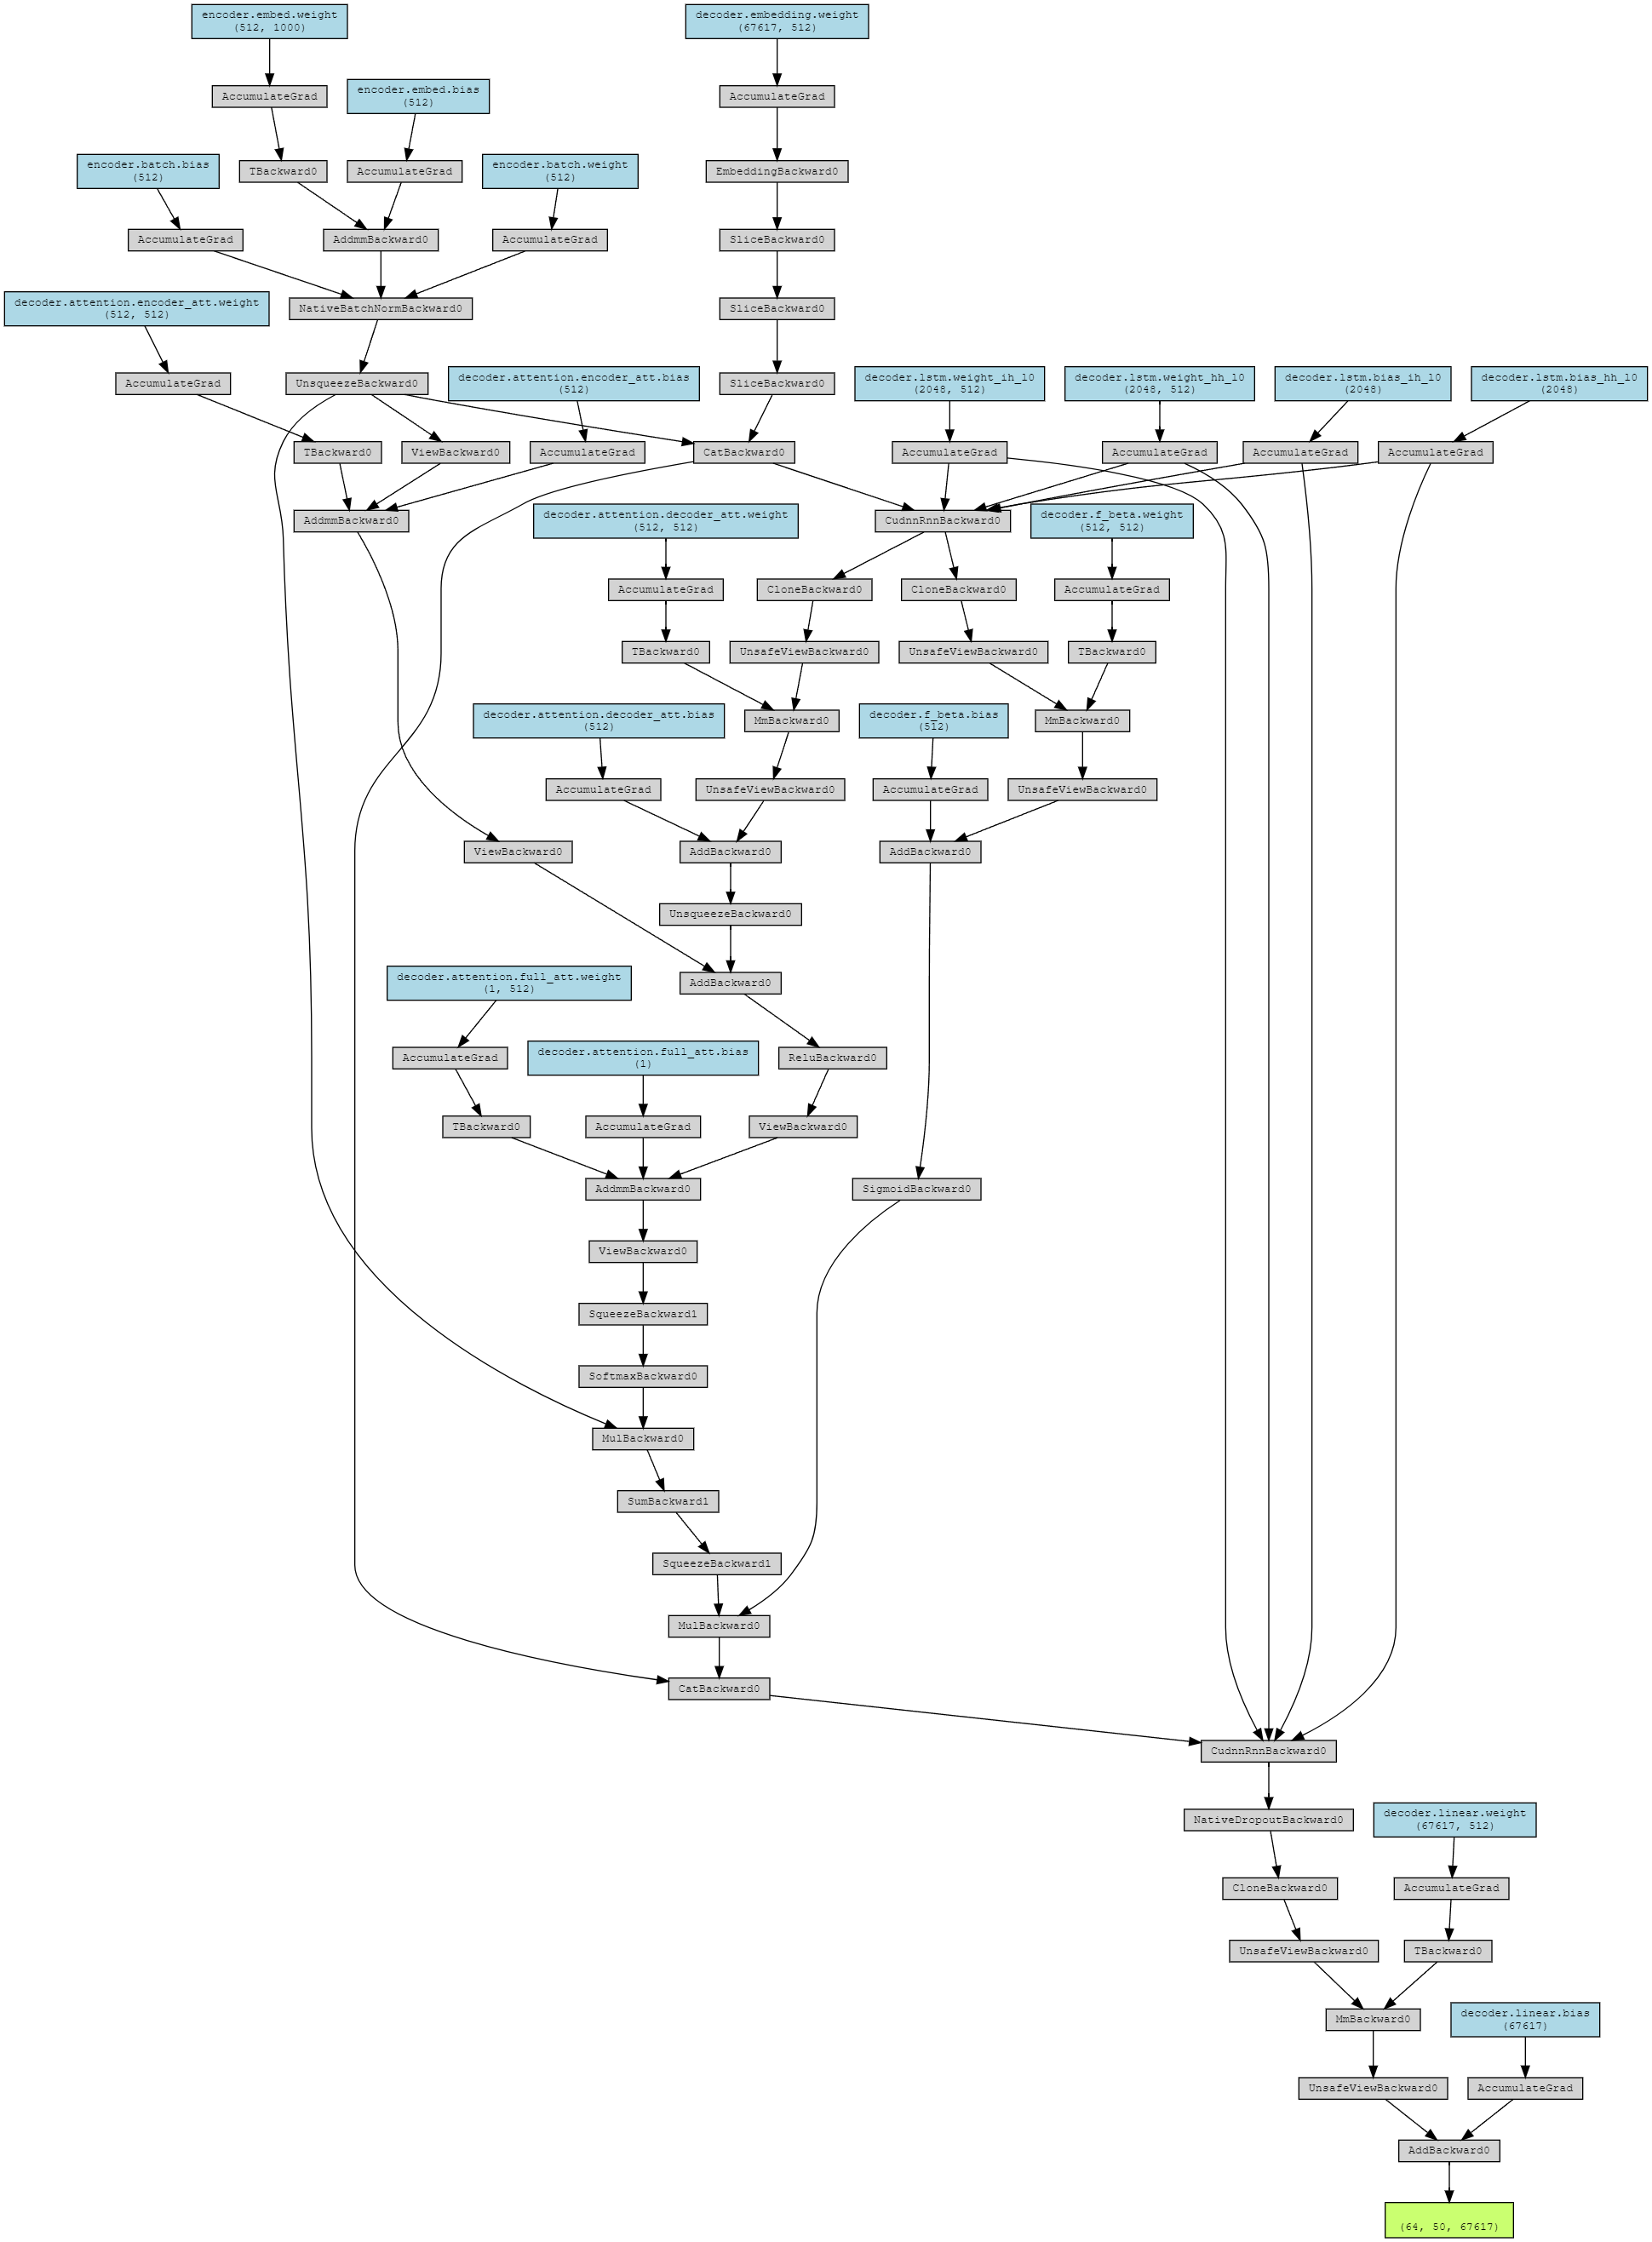 encoder.embed.weight
(512, 1000)
decoder.embedding.weight
(67617, 512)
AccumulateGrad
encoder.embed.bias
(512)
AccumulateGrad
encoder.batch.bias
(512)
TBackward0
AccumulateGrad
encoder.batch.weight
(512)
EmbeddingBackward0
AccumulateGrad
AddmmBackward0
AccumulateGrad
SliceBackward0
decoder.attention.encoder_att.weight
(512, 512)
NativeBatchNormBackward0
SliceBackward0
AccumulateGrad
UnsqueezeBackward0
decoder.attention.encoder_att.bias
(512)
SliceBackward0
decoder.lstm.weight_ih_l0
(2048, 512)
decoder.lstm.weight_hh_l0
(2048, 512)
decoder.lstm.bias_ih_l0
(2048)
decoder.lstm.bias_hh_l0
(2048)
TBackward0
ViewBackward0
AccumulateGrad
CatBackward0
AccumulateGrad
AccumulateGrad
AccumulateGrad
AccumulateGrad
AddmmBackward0
decoder.attention.decoder_att.weight
(512, 512)
CudnnRnnBackward0
decoder.f_beta.weight
(512, 512)
AccumulateGrad
CloneBackward0
CloneBackward0
AccumulateGrad
TBackward0
UnsafeViewBackward0
UnsafeViewBackward0
TBackward0
decoder.attention.decoder_att.bias
(512)
MmBackward0
decoder.f_beta.bias
(512)
MmBackward0
AccumulateGrad
UnsafeViewBackward0
AccumulateGrad
UnsafeViewBackward0
ViewBackward0
AddBackward0
AddBackward0
UnsqueezeBackward0
decoder.attention.full_att.weight
(1, 512)
AddBackward0
AccumulateGrad
decoder.attention.full_att.bias
(1)
ReluBackward0
TBackward0
AccumulateGrad
ViewBackward0
AddmmBackward0
SigmoidBackward0
ViewBackward0
SqueezeBackward1
SoftmaxBackward0
MulBackward0
SumBackward1
SqueezeBackward1
MulBackward0
CatBackward0
CudnnRnnBackward0
NativeDropoutBackward0
decoder.linear.weight
(67617, 512)
CloneBackward0
AccumulateGrad
UnsafeViewBackward0
TBackward0
MmBackward0
decoder.linear.bias
(67617)
UnsafeViewBackward0
AccumulateGrad
AddBackward0
(64, 50, 67617)